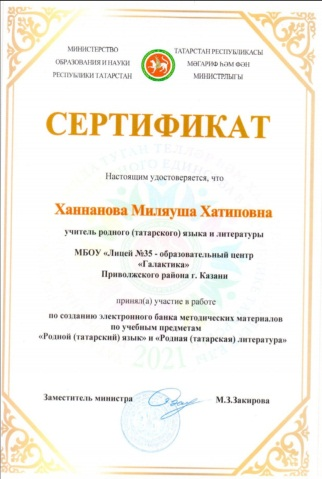 МИНИСТЕРСТВО
ОБРАЗОВАНИЯ И НАУКИ
РЕСПУБЛИКИ ТАТАРСТАН
ТАТАРСТАН РЕСПУБЛИКАСЫ
МӘГАРИФ ҺӘМ ФӘН
МИНИСТРЛЫГЫ
СЕРТИФИКАТ
Настоящим удостоверяется, что
Ханнанова Миляуша Хатиповна
учитель родного (татарского) языка и литературы
МБОУ «Лицей №35 - образовательный центр
«Галактика»
Приволжского района г. Казани
принял(а) участие в работе
по созданию электронного банка методических материалов
по учебным предметам
«Родной (татарский) язык» и «Родная (татарская) литература»
2021
Заместитель министра
М.З.Закирова